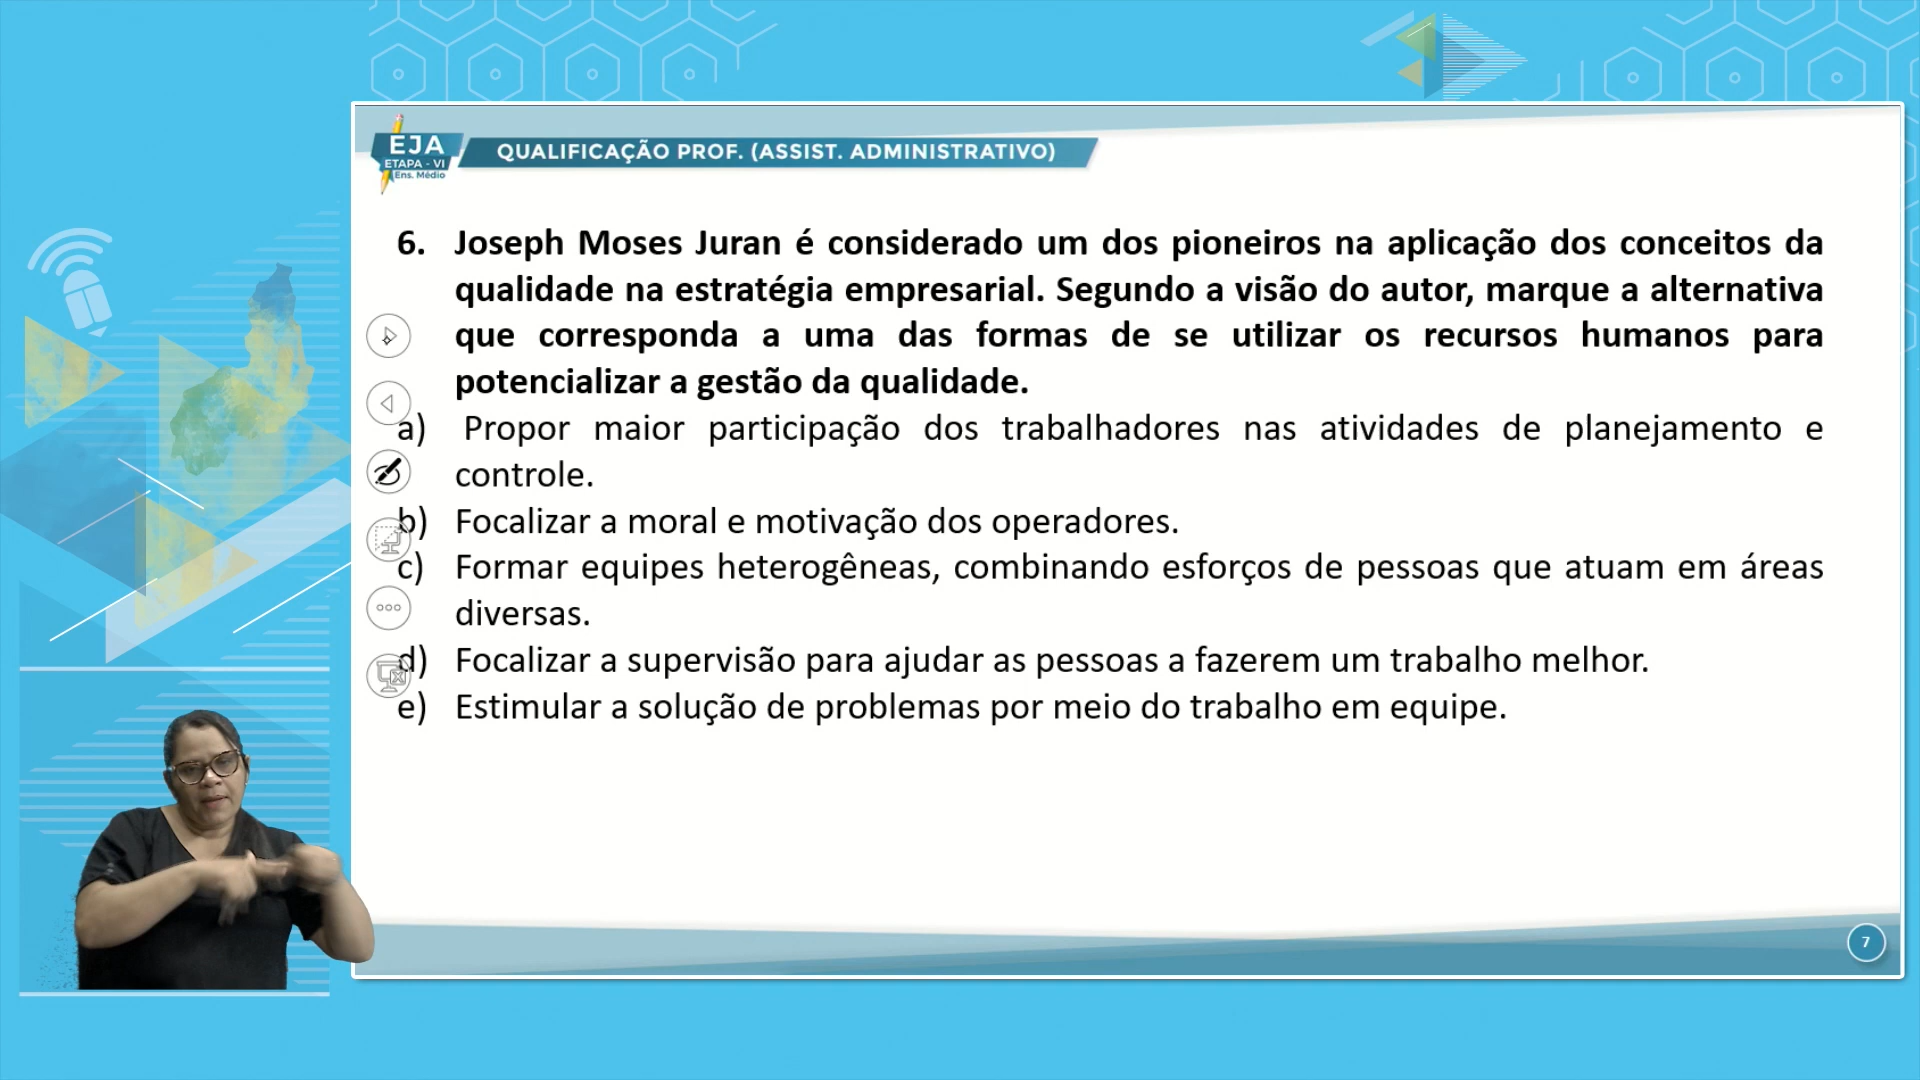 EJA
ETAPA - VI
Ens. Médio
QUALIFICAÇÃO PROF. (ASSIST. ADMINISTRATIVO)
6. Joseph Moses Juran é considerado um dos pioneiros na aplicação dos conceitos da
qualidade na estratégia empresarial. Segundo a visão do autor, marque a alternativa
que corresponda a uma das formas de se utilizar os recursos humanos para
potencializar a gestão da qualidade.
a) Propor maior participação dos trabalhadores nas atividades de planejamento e
controle.
b) Focalizar a moral e motivação dos operadores.
c) Formar equipes heterogêneas, combinando esforços de pessoas que atuam em áreas
diversas.
d) Focalizar a supervisão para ajudar as pessoas a fazerem um trabalho melhor.
e) Estimular a solução de problemas por meio do trabalho em equipe.
7